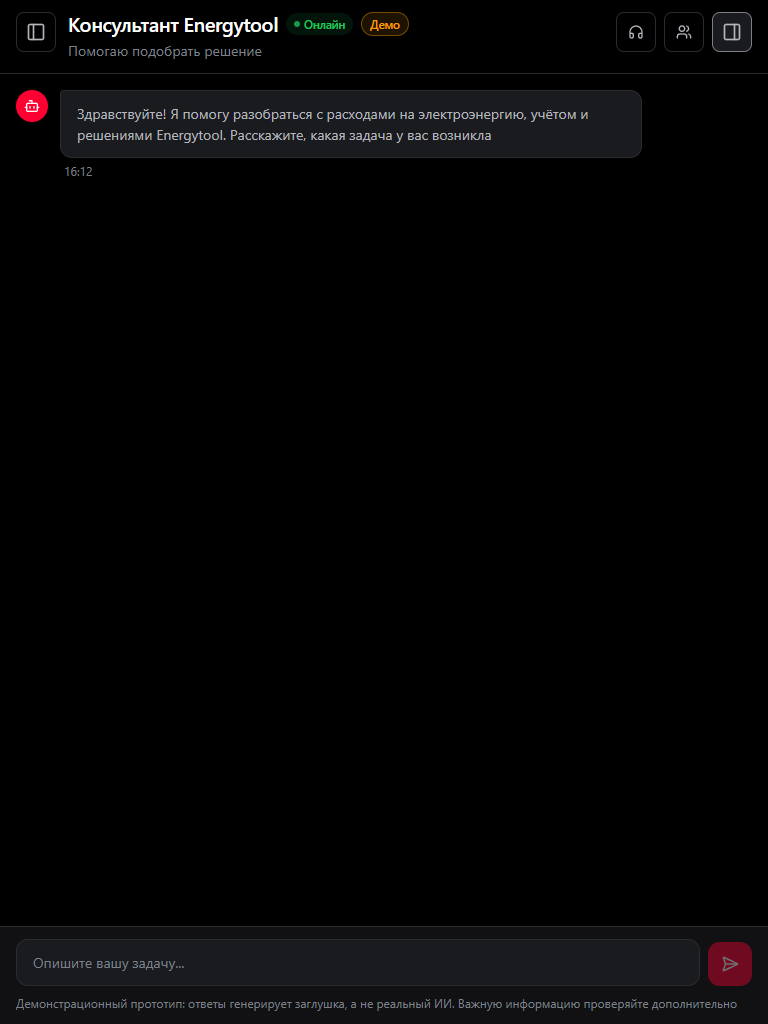 Консультант Energytool
Онлайн
Демо
Помогаю подобрать решение
Здравствуйте! Я помогу разобраться с расходами на электроэнергию, учётом и
решениями Energytool. Расскажите, какая задача у вас возникла
16:12
Опишите вашу задачу...
Демонстрационный прототип: ответы генерирует заглушка, а не реальный ИИ. Важную информацию проверяйте дополнительно